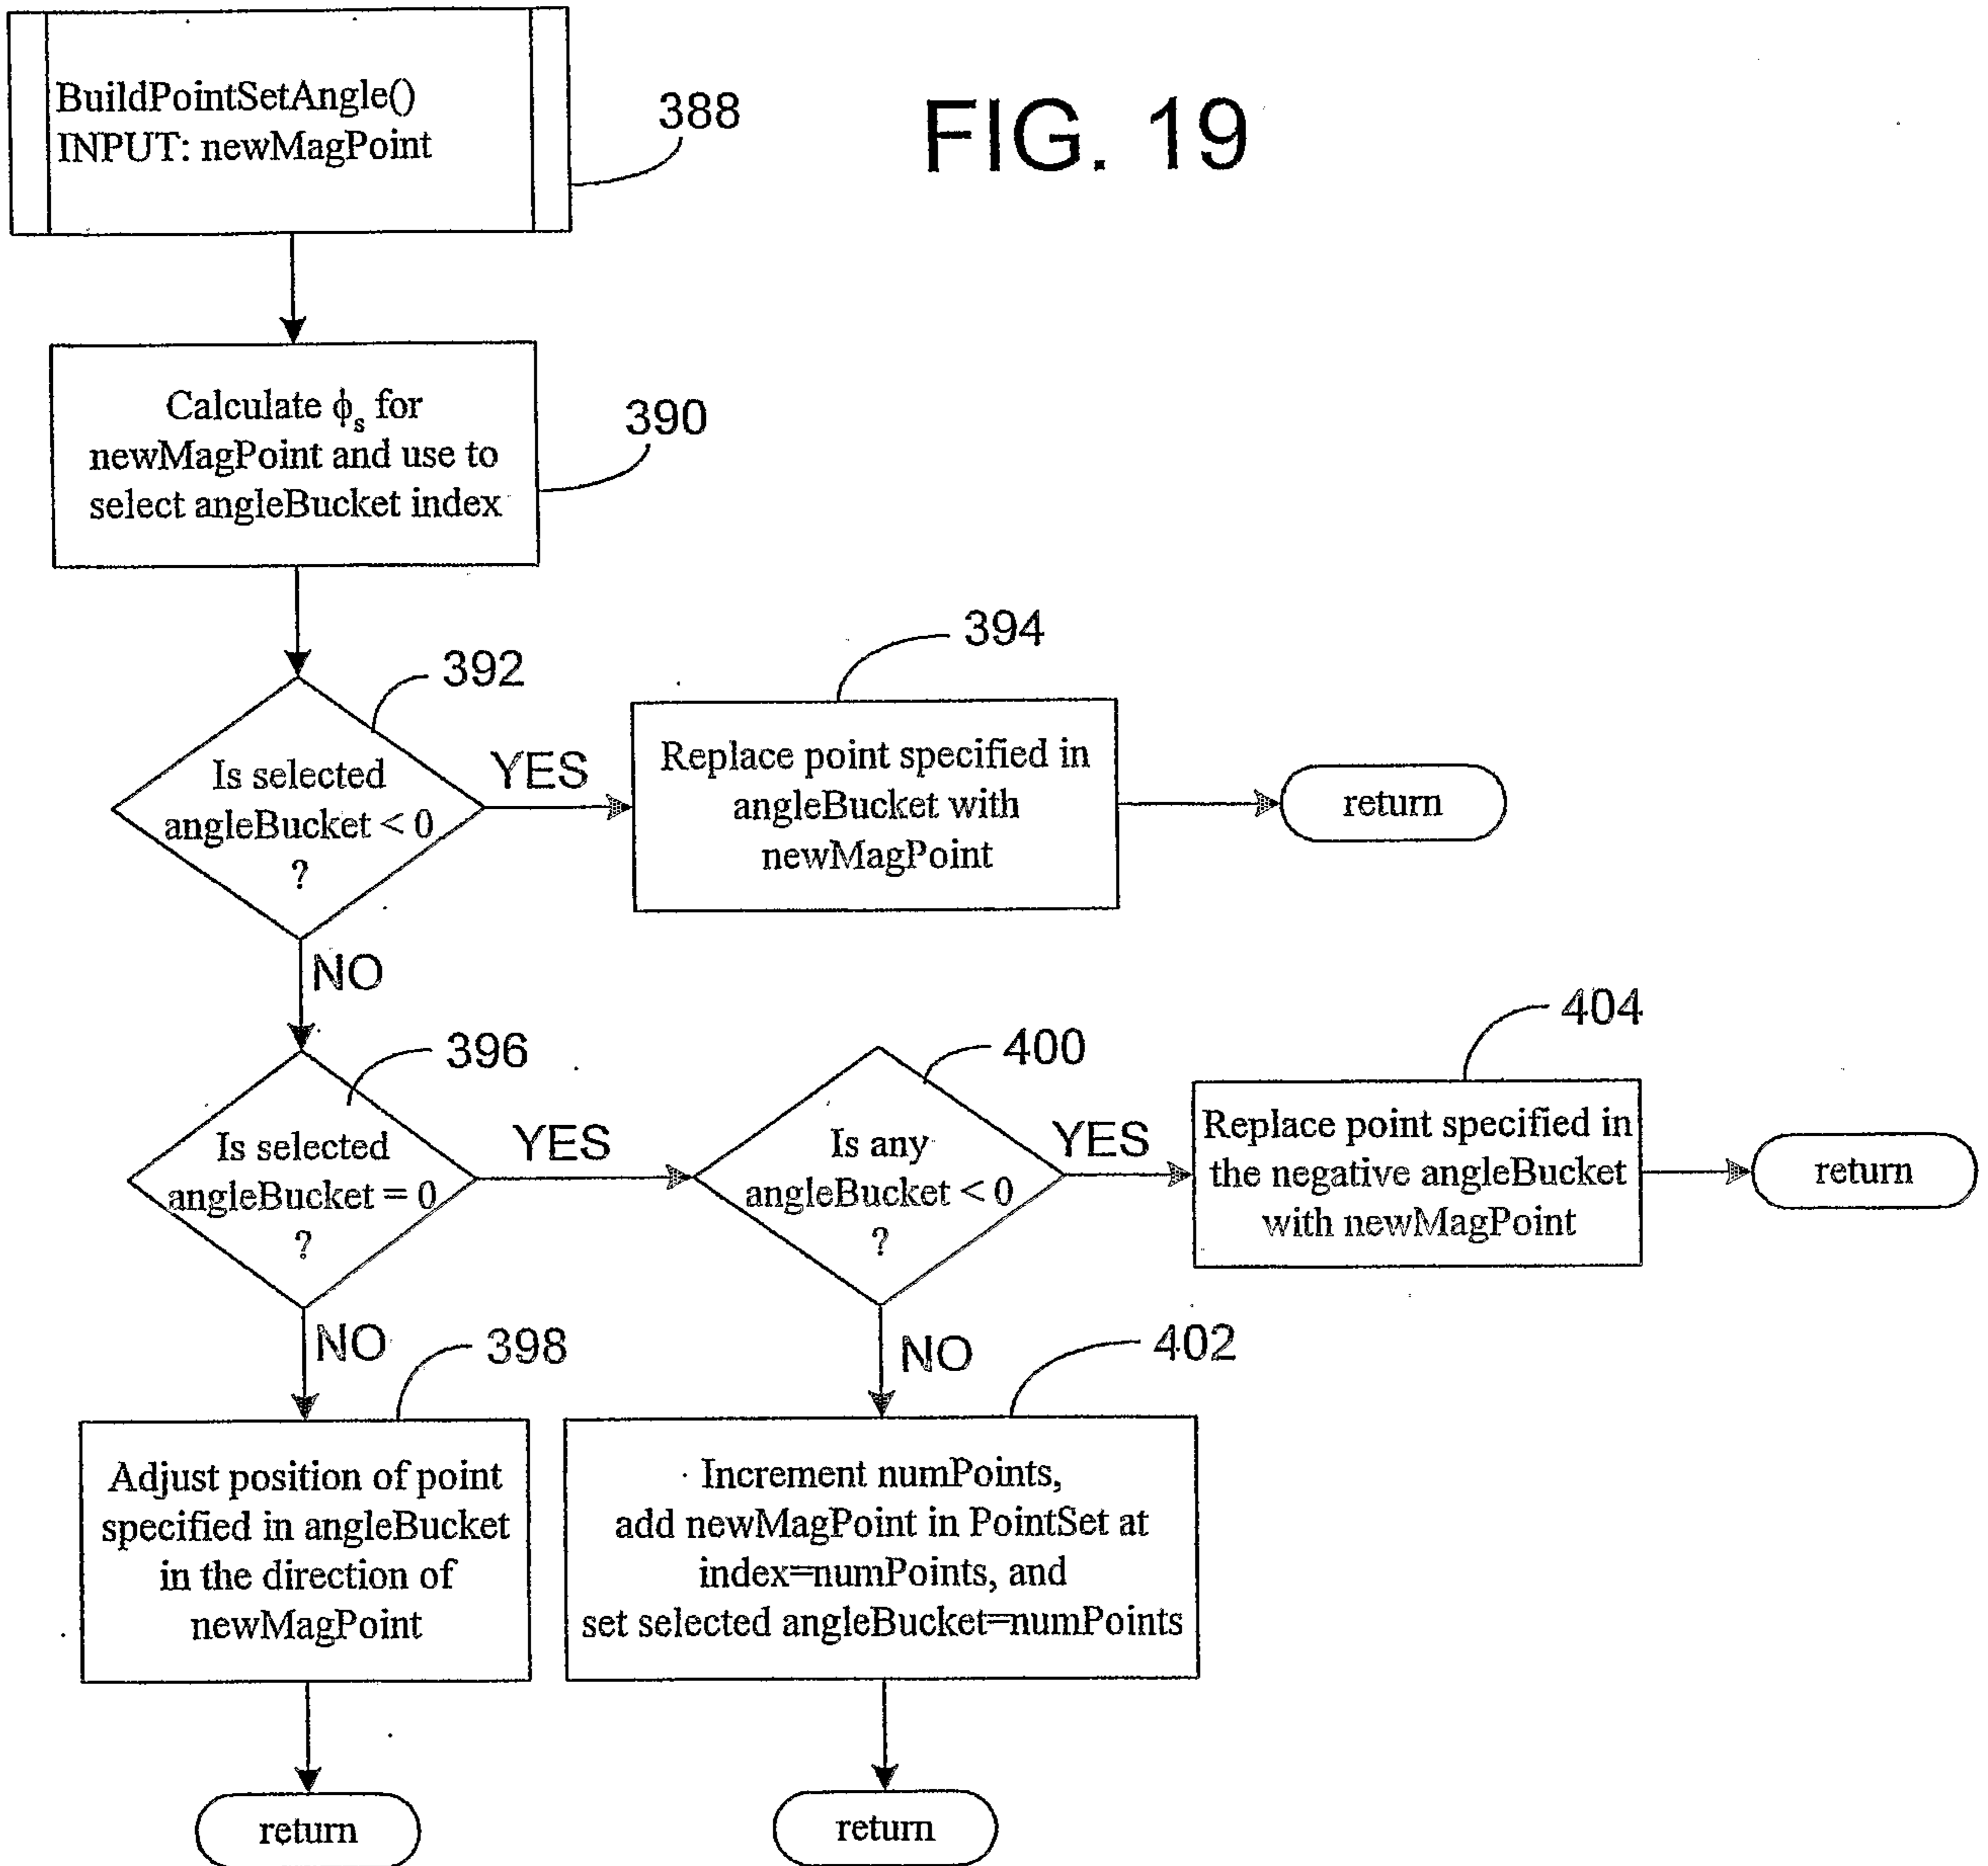 BuildPointSetAngle()
INPUT: newMagPoint
388
FIG. 19
Calculate ϕs for
newMagPoint and use to
select angleBucket index
390
392
Is selected
angleBucket < 0
?
YES
394
Replace point specified in
angleBucket with
newMagPoint
return
NO
396
Is selected
angleBucket = 0
?
YES
400
Is any
angleBucket < 0
?
YES
404
Replace point specified in
the negative angleBucket
with newMagPoint
return
NO
398
Adjust position of point
specified in angleBucket
in the direction of
newMagPoint
return
NO
402
Increment numPoints,
add newMagPoint in PointSet at
index=numPoints, and
set selected angleBucket=numPoints
return